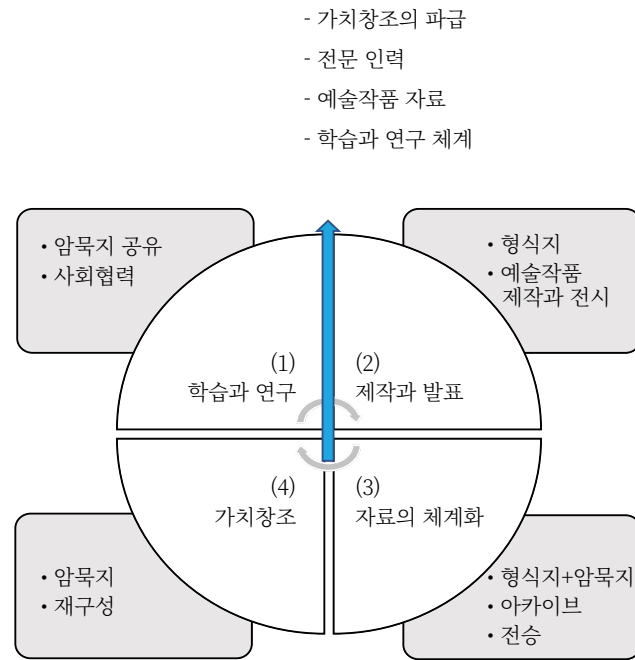 - 가치창조의 파급
- 전문 인력
- 예술작품 자료
- 학습과 연구 체계
• 암묵지 공유
• 사회협력
• 형식지
• 예술작품
제작과 전시
(1)
학습과 연구
(2)
제작과 발표
(4)
가치창조
(3)
자료의 체계화
• 암묵지
• 재구성
• 형식지+암묵지
• 아카이브
• 전승